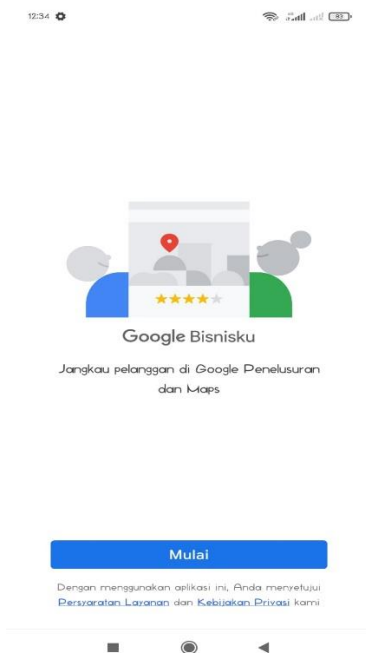 12:34
83
Google Bisnisku
Jangkau pelanggan di Google Penelusuran
dan Maps
Mulai
Dengan menggunakan aplikasi ini, Anda menyetujui
Persyaratan Layanan dan Kebijakan Privasi kami